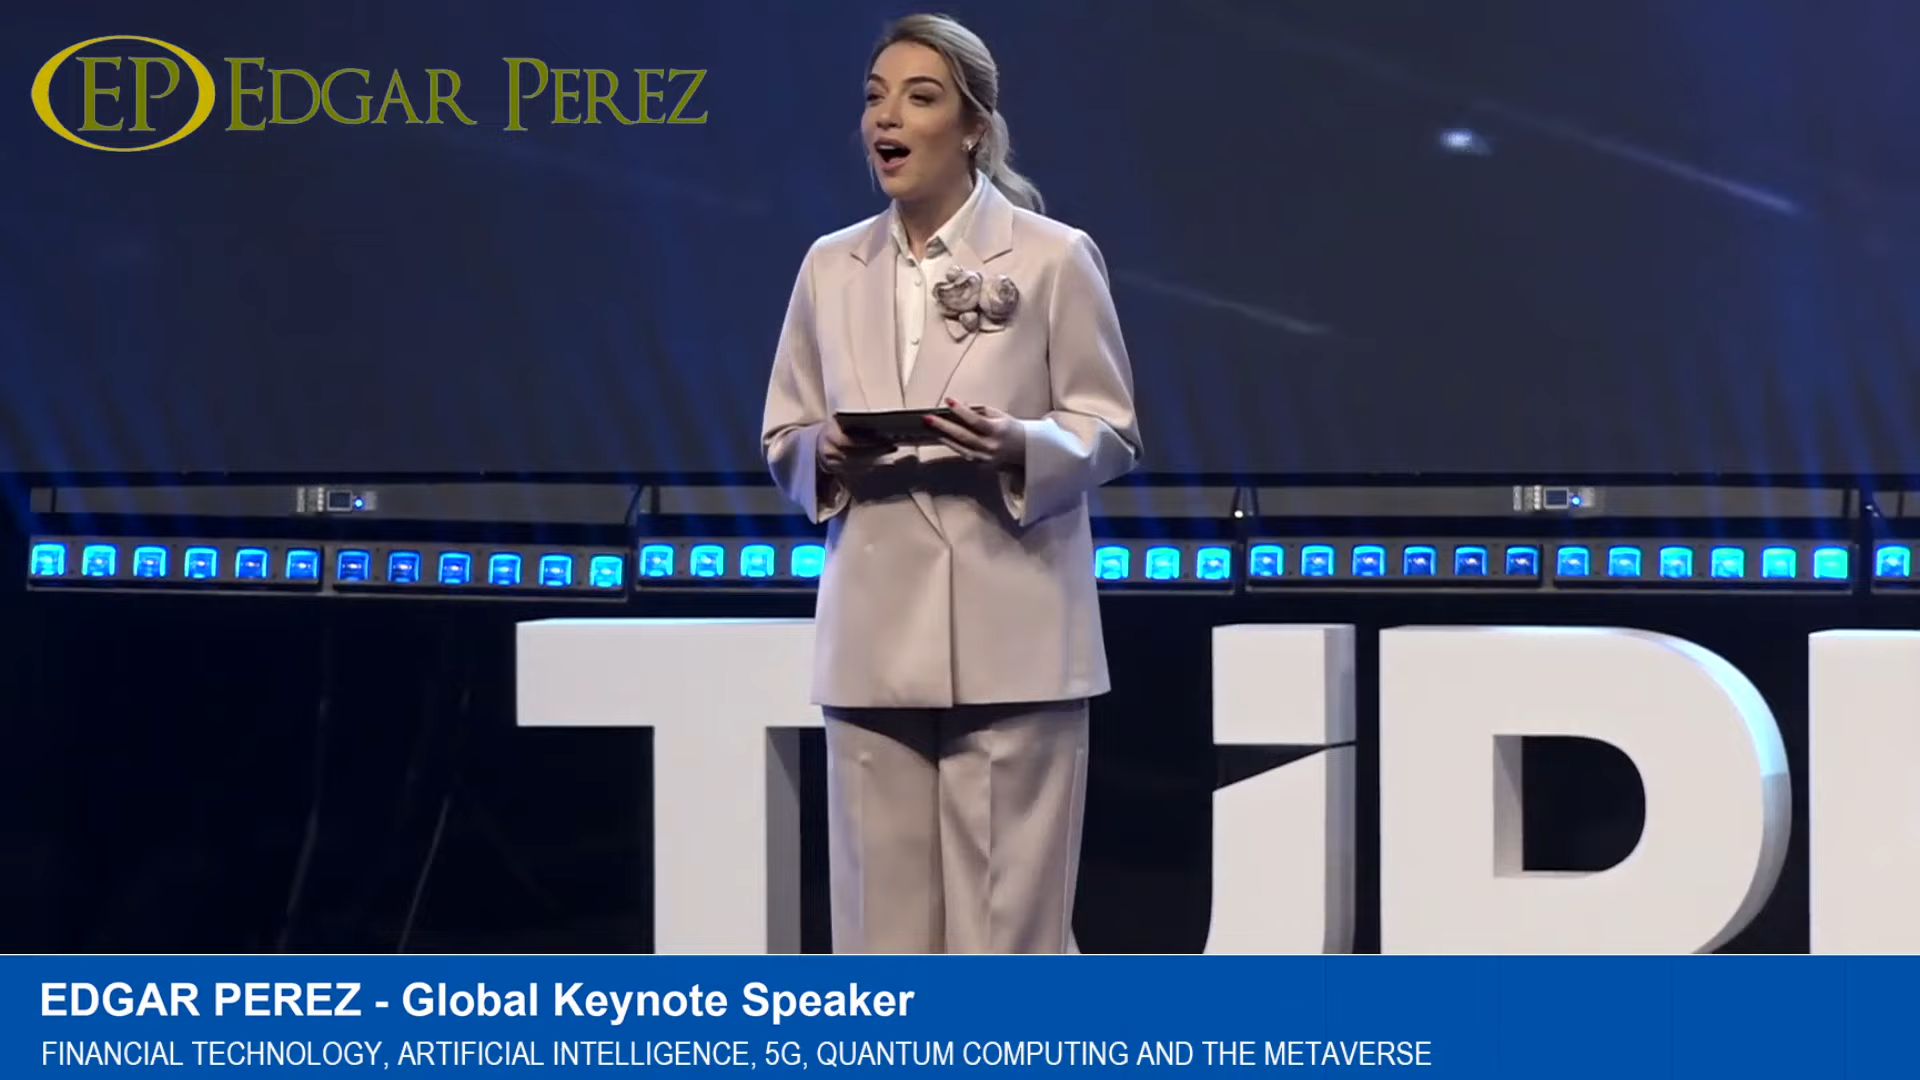 EP EDGAR PEREZ
EDGAR PEREZ - Global Keynote Speaker
FINANCIAL TECHNOLOGY, ARTIFICIAL INTELLIGENCE, 5G, QUANTUM COMPUTING AND THE METAVERSE